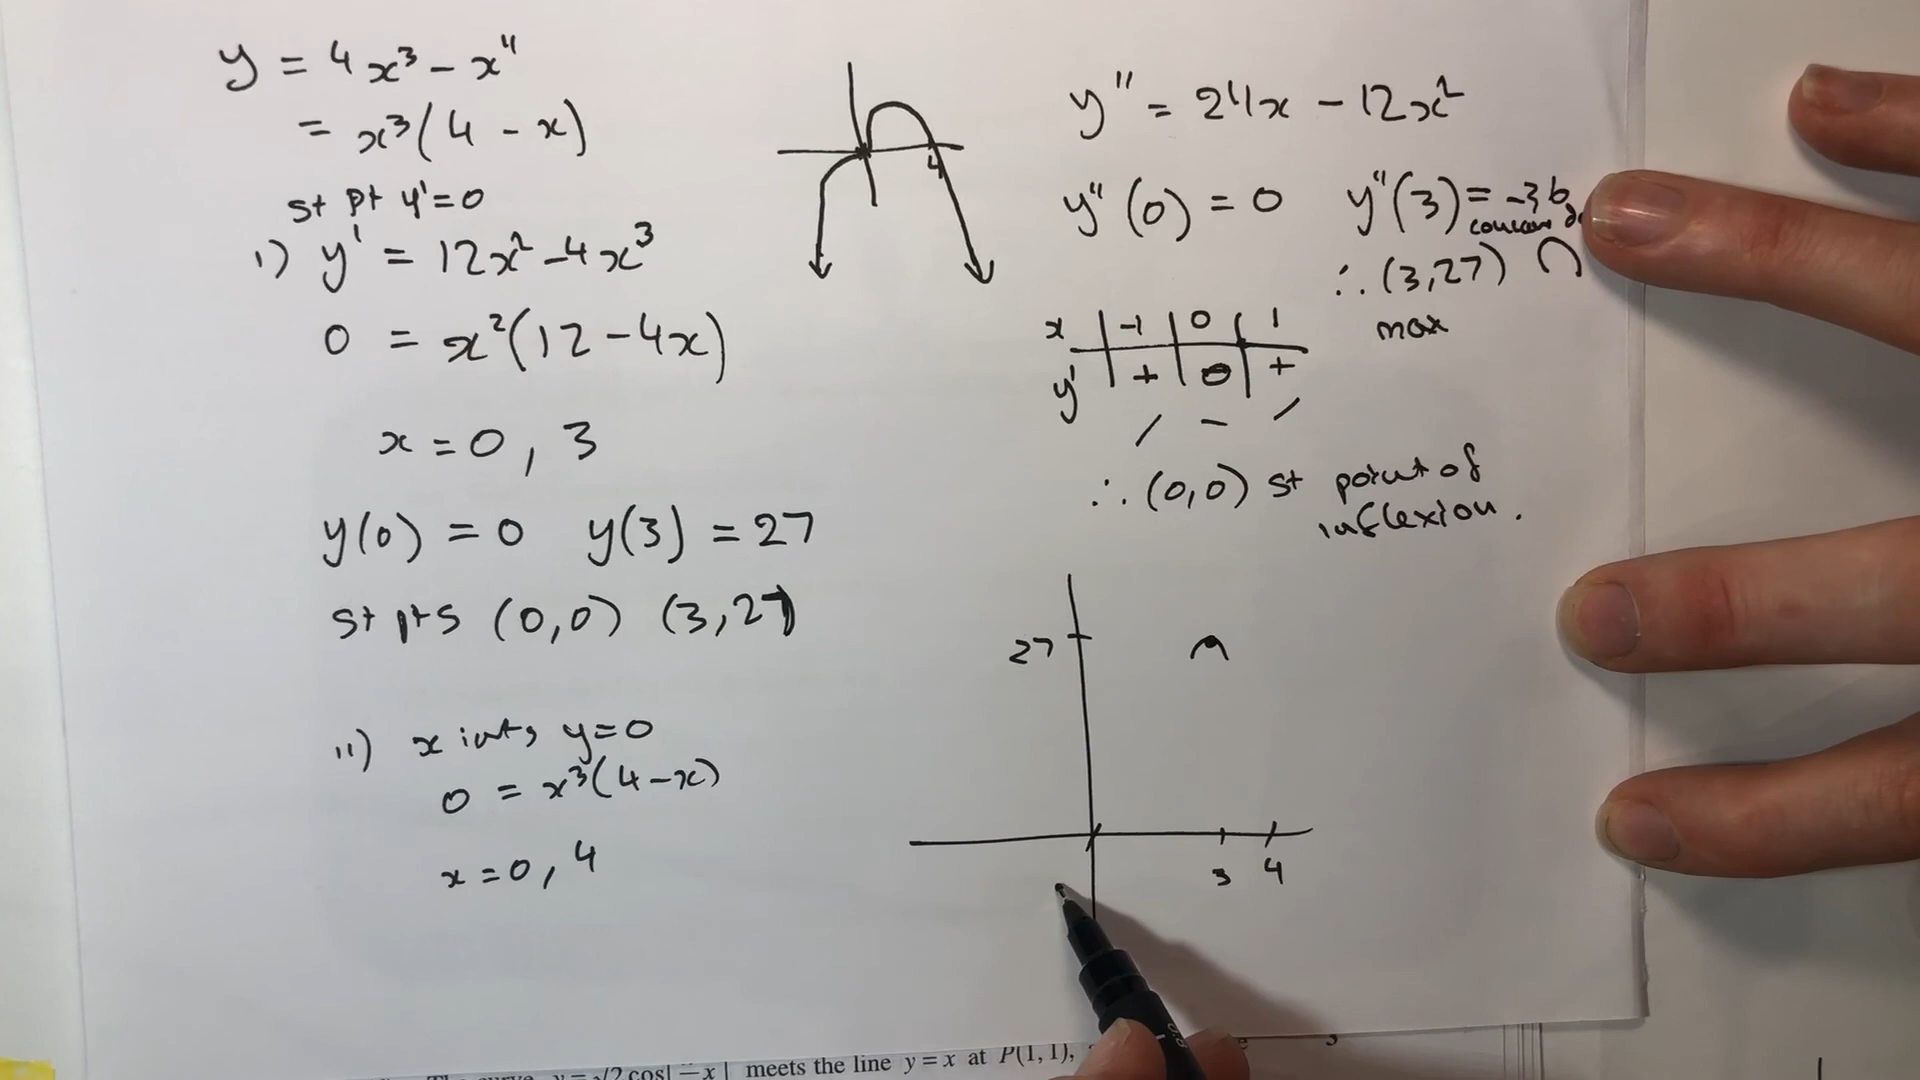 y = 4x³ - x⁴
= x³(4 - x)
st pt y'=0
i) y' = 12x² - 4x³
0 = x²(12 - 4x)
x = 0, 3
y(0) = 0 y(3) = 27
st pts (0,0) (3,27)
ii) x ints y=0
0 = x³(4-x)
x = 0, 4
4
y" = 24x - 12x²
y"(0) = 0 y"(3) = -36
concave
∴ (3,27) ∩
max
x -1 0 1
y' + 0 +
/ - /
∴ (0,0) st point of
inflexion.
27
3 4
meets the line y = x at P(1, 1),